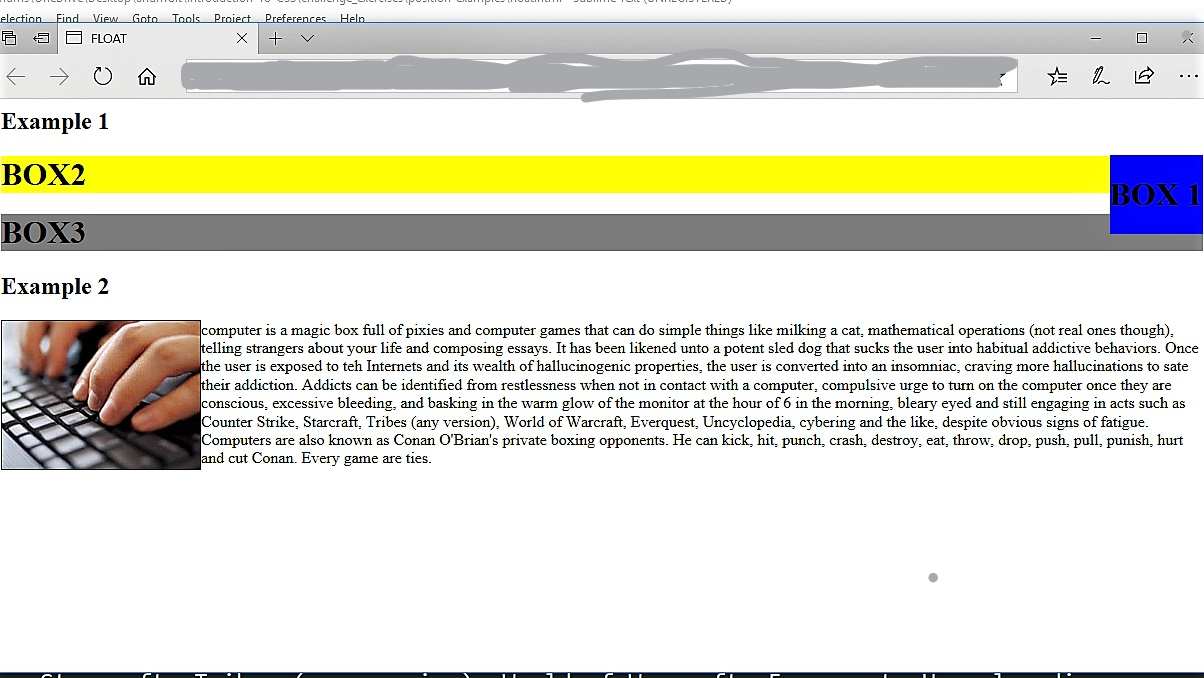 election Find View Goto Tools Project Preferences Help
FLOAT
Example 1
BOX2
BOX 1
BOX3
Example 2
computer is a magic box full of pixies and computer games that can do simple things like milking a cat, mathematical operations (not real ones though),
telling strangers about your life and composing essays. It has been likened unto a potent sled dog that sucks the user into habitual addictive behaviors. Once
the user is exposed to teh Internets and its wealth of hallucinogenic properties, the user is converted into an insomniac, craving more hallucinations to sate
their addiction. Addicts can be identified from restlessness when not in contact with a computer, compulsive urge to turn on the computer once they are
conscious, excessive bleeding, and basking in the warm glow of the monitor at the hour of 6 in the morning, bleary eyed and still engaging in acts such as
Counter Strike, Starcraft, Tribes (any version), World of Warcraft, Everquest, Uncyclopedia, cybering and the like, despite obvious signs of fatigue.
Computers are also known as Conan O'Brian's private boxing opponents. He can kick, hit, punch, crash, destroy, eat, throw, drop, push, pull, punish, hurt
and cut Conan. Every game are ties.